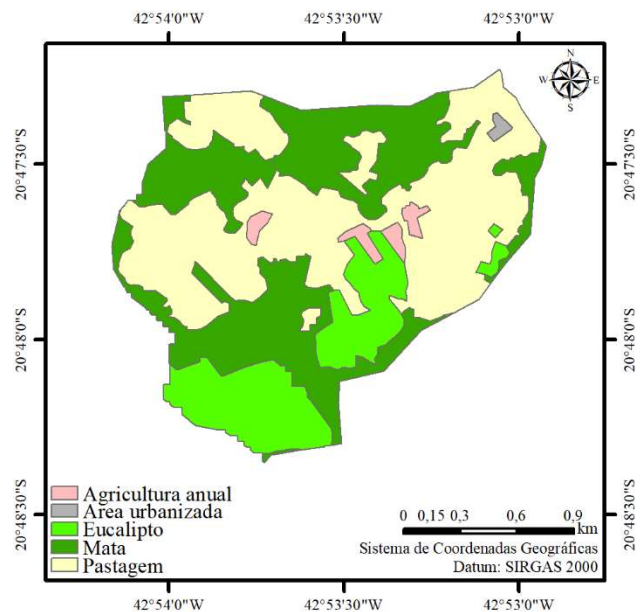 42°54'0"W 42°53'30"W 42°53'0"W
N
W E
S
20°47'30"S 20°47'30"S
20°48'0"S 20°48'0"S
20°48'30"S 20°48'30"S
Agricultura anual
Area urbanizada
Eucalipto
Mata
Pastagem
0 0,15 0,3 0,6 0,9
km
Sistema de Coordenadas Geográficas
Datum: SIRGAS 2000
42°54'0"W 42°53'30"W 42°53'0"W